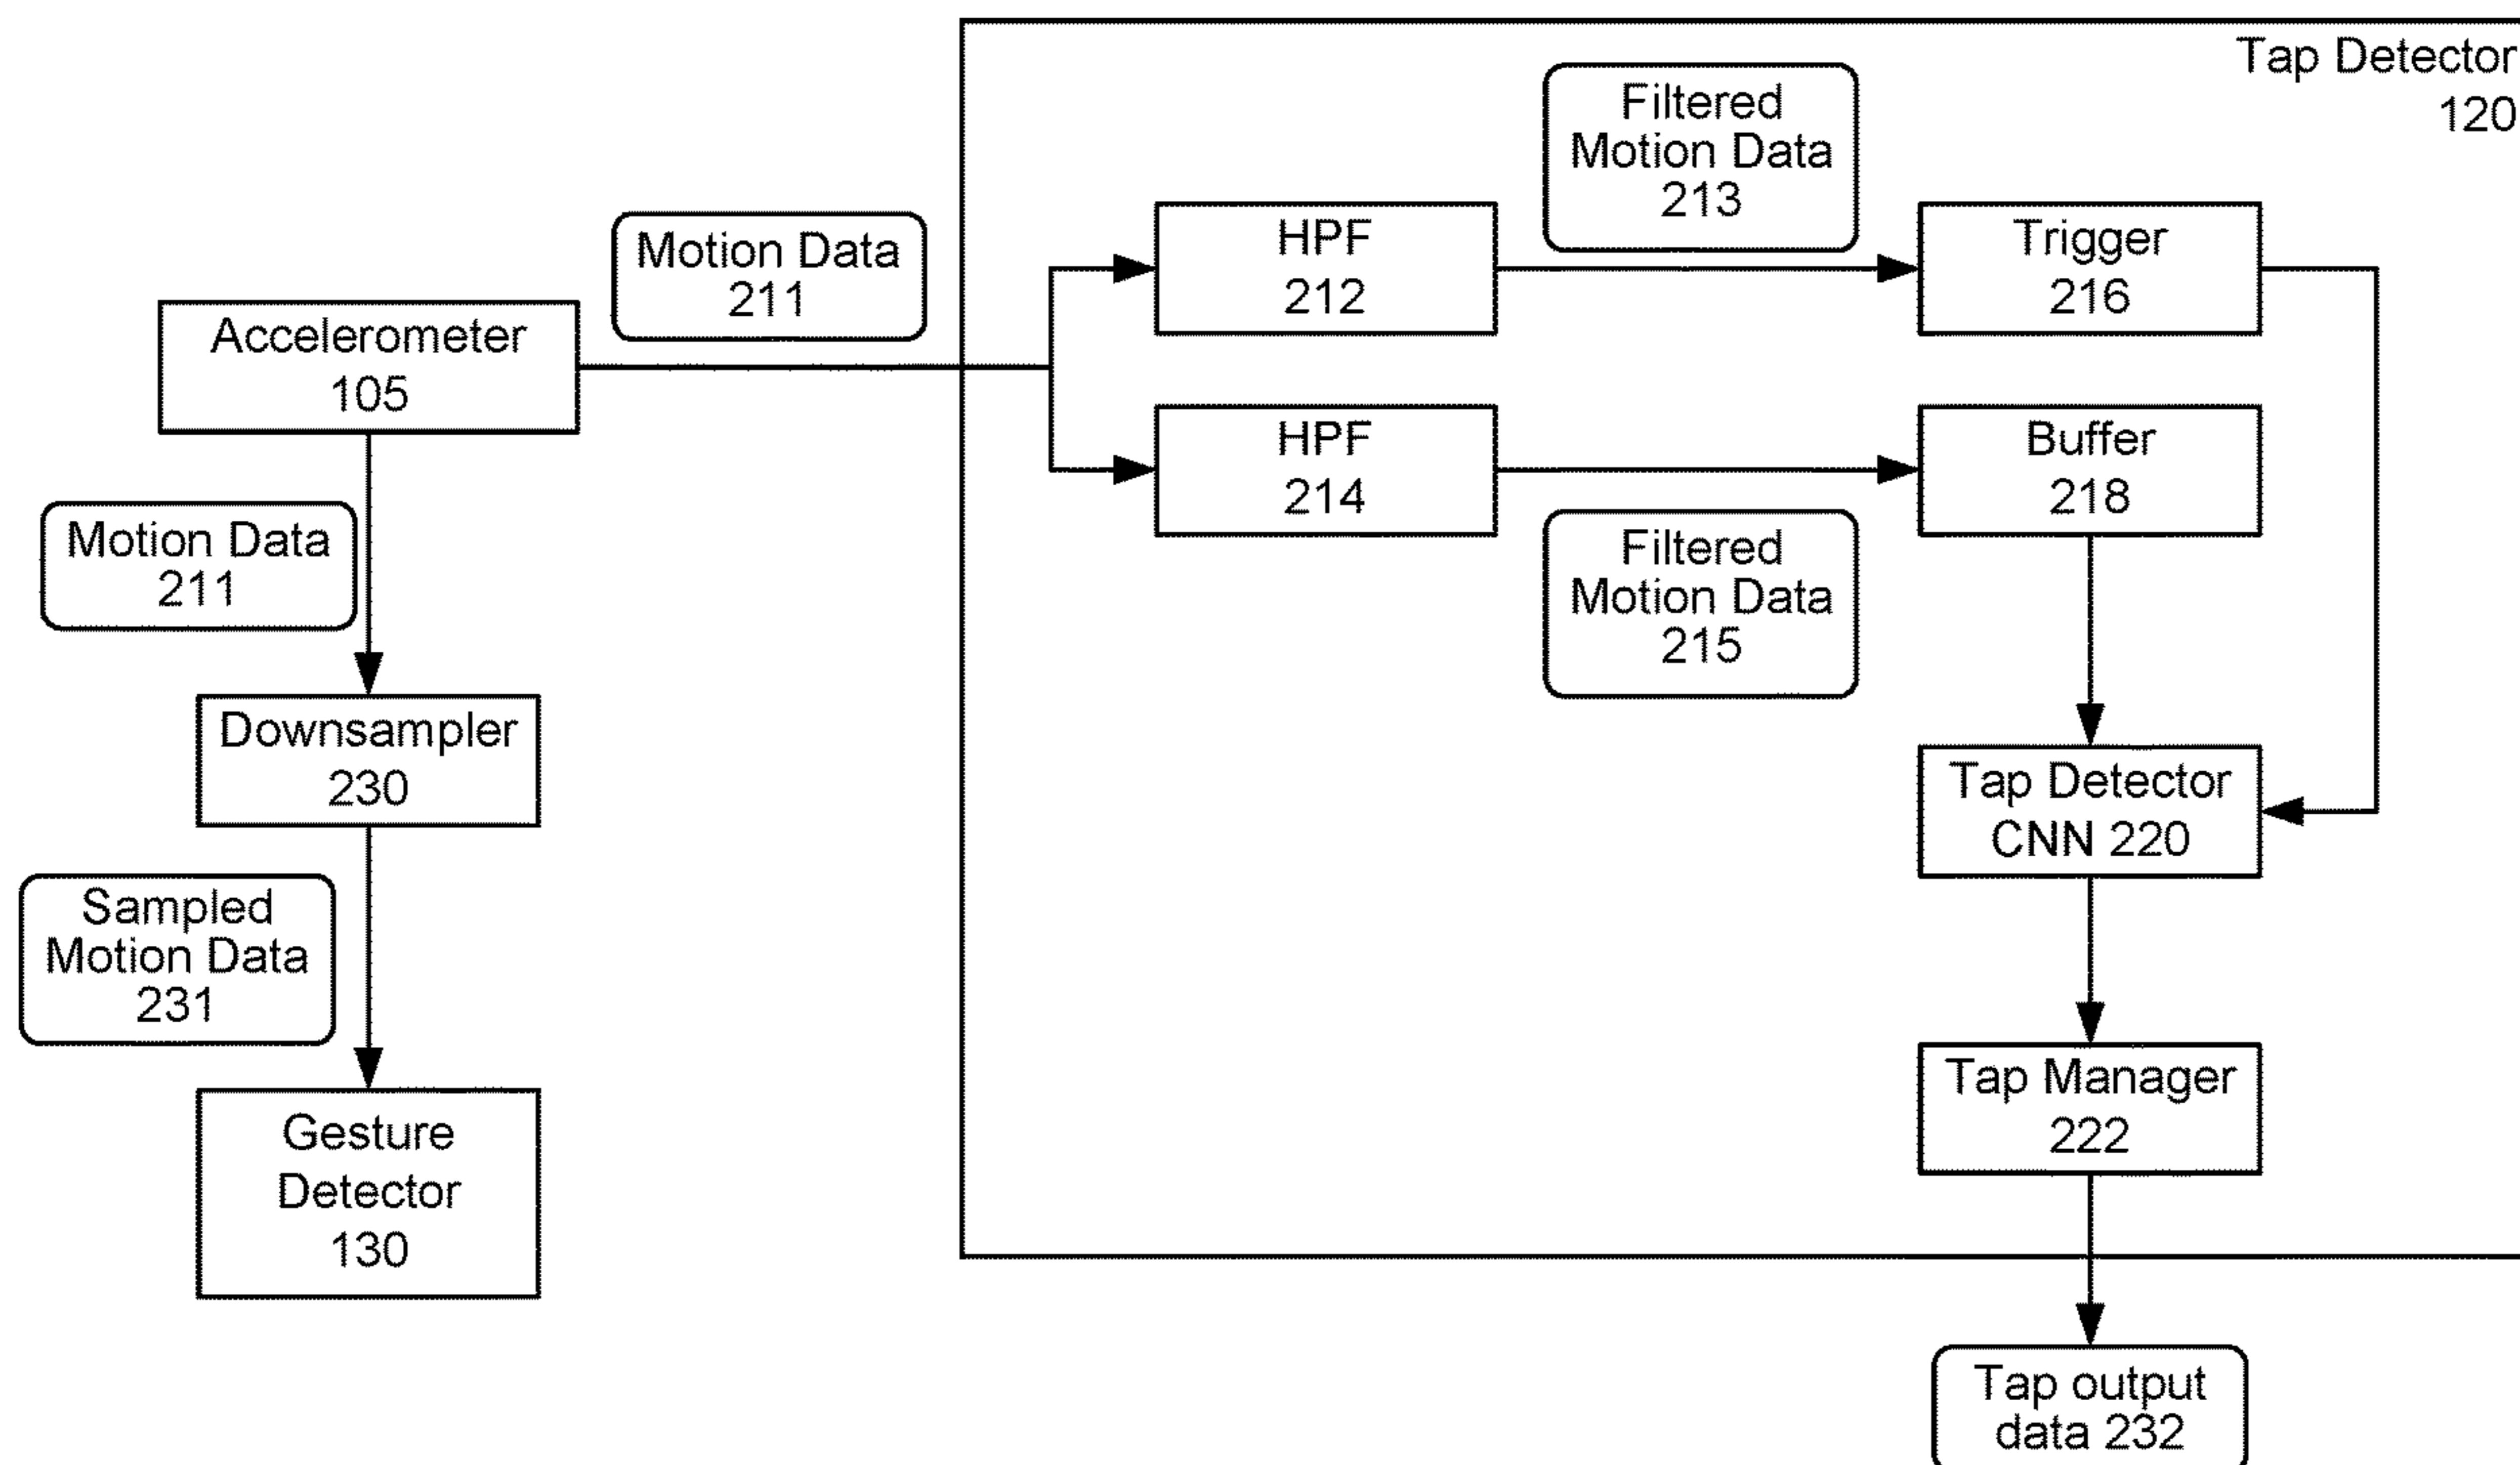 Tap Detector
120
Filtered
Motion Data
213
Motion Data
211
HPF
212
Trigger
216
Accelerometer
105
HPF
214
Buffer
218
Motion Data
211
Filtered
Motion Data
215
Downsampler
230
Tap Detector
CNN 220
Sampled
Motion Data
231
Tap Manager
222
Gesture
Detector
130
Tap output
data 232